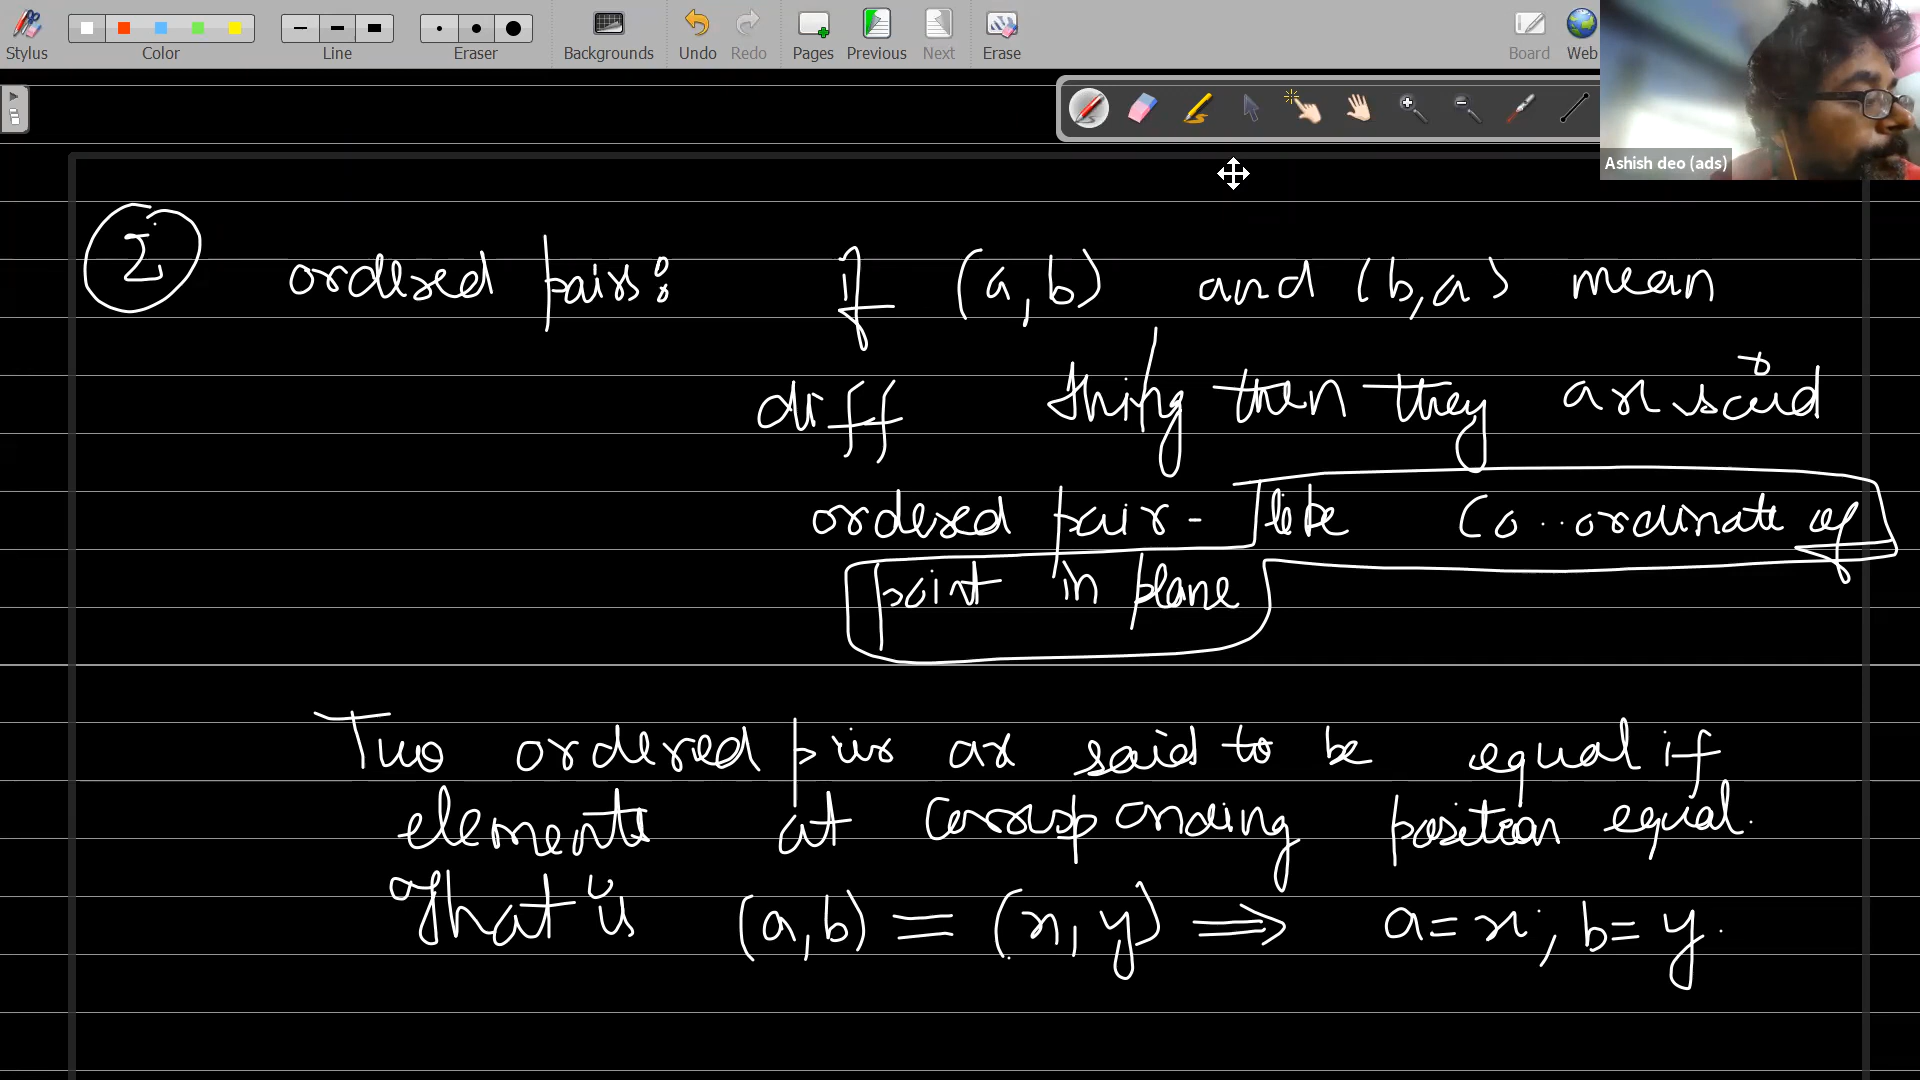 Stylus Color Line Eraser Backgrounds Undo Redo Pages Previous Next Erase Board Web
Ashish deo (ads)
② ordered pairs: if (a,b) and (b,a) mean
diff thing then they are said to
ordered pair - like Co-ordinate of
point in plane
Two ordered pair are said to be equal if
elements at corresponding position equal.
That is (a,b) = (x,y) ⟹ a=x; b=y.